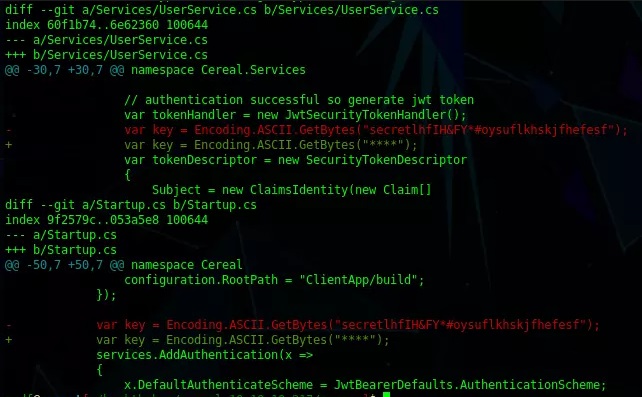 diff --git a/Services/UserService.cs b/Services/UserService.cs
index 60f1b74..6e62360 100644
--- a/Services/UserService.cs
+++ b/Services/UserService.cs
@@ -30,7 +30,7 @@ namespace Cereal.Services
// authentication successful so generate jwt token
var tokenHandler = new JwtSecurityTokenHandler();
- var key = Encoding.ASCII.GetBytes("secretlhfIH&FY*#oysuflkhskjfhefesf");
+ var key = Encoding.ASCII.GetBytes("****");
var tokenDescriptor = new SecurityTokenDescriptor
{
Subject = new ClaimsIdentity(new Claim[]
diff --git a/Startup.cs b/Startup.cs
index 9f2579c..053a5e8 100644
--- a/Startup.cs
+++ b/Startup.cs
@@ -50,7 +50,7 @@ namespace Cereal
configuration.RootPath = "ClientApp/build";
});
- var key = Encoding.ASCII.GetBytes("secretlhfIH&FY*#oysuflkhskjfhefesf");
+ var key = Encoding.ASCII.GetBytes("****");
services.AddAuthentication(x =>
{
x.DefaultAuthenticateScheme = JwtBearerDefaults.AuthenticationScheme;